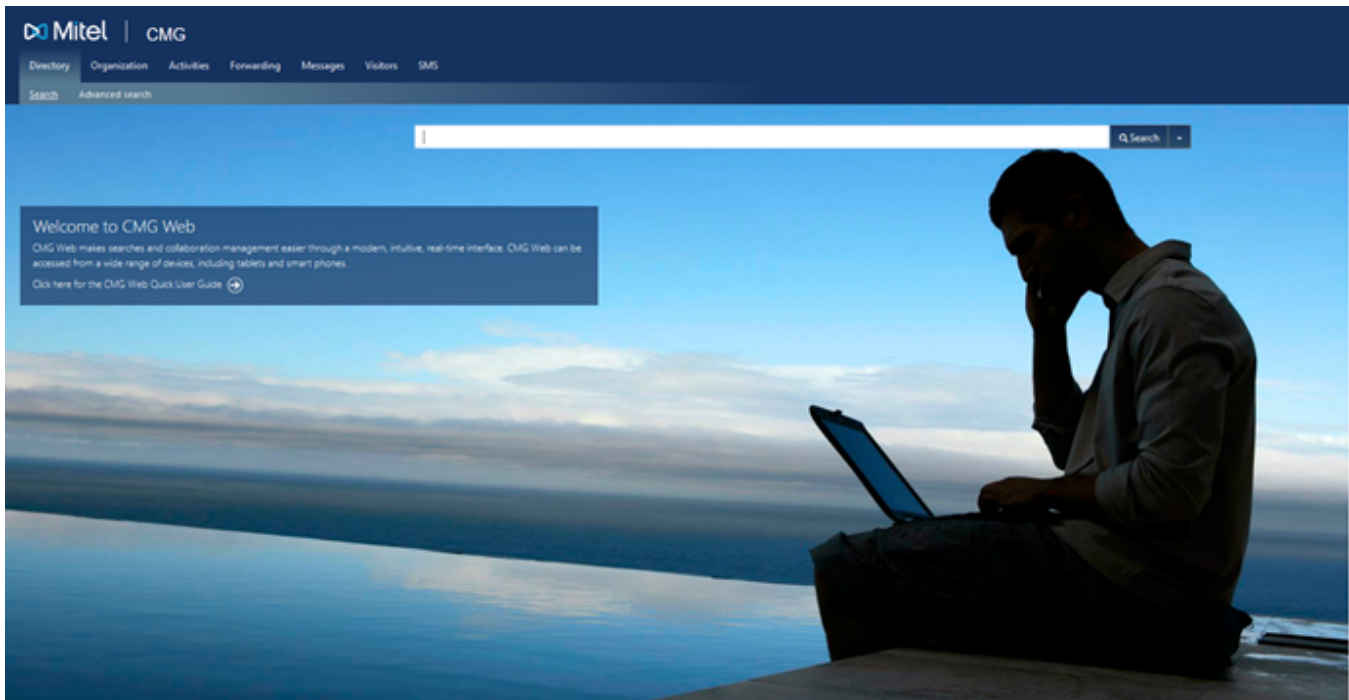 Mitel | CMG
Directory Organization Activities Forwarding Messages Visitors SMS
Search Advanced search
Search
Welcome to CMG Web
CMG Web makes searches and collaboration management easier through a modern, intuitive, real-time interface. CMG Web can be
accessed from a wide range of devices, including tablets and smart phones.
Click here for the CMG Web Quick User Guide